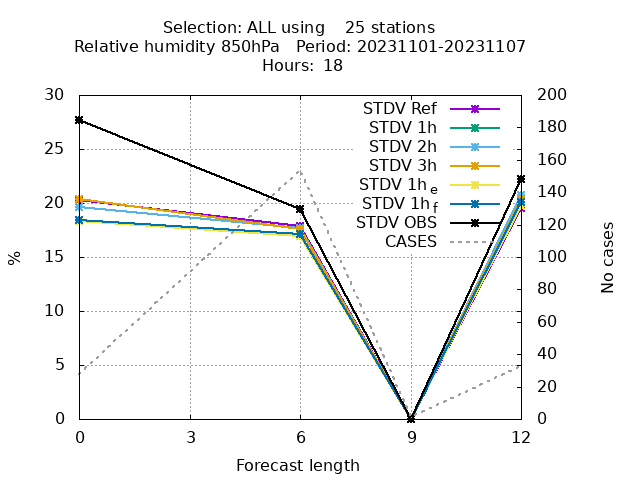 Selection: ALL using 25 stations
Relative humidity 850hPa Period: 20231101-20231107
Hours: 18
30
25
20
15
10
5
0
%
200
180
160
140
120
100
80
60
40
20
0
No cases
STDV Ref
STDV 1h
STDV 2h
STDV 3h
STDV 1h e
STDV 1h f
STDV OBS
CASES
0 3 6 9 12
Forecast length